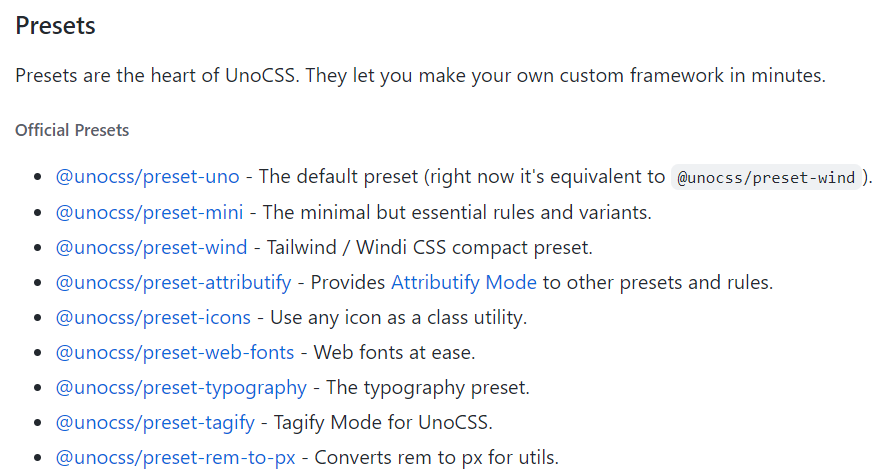 Presets
Presets are the heart of UnoCSS. They let you make your own custom framework in minutes.
Official Presets
• @unocss/preset-uno - The default preset (right now it's equivalent to @unocss/preset-wind).
• @unocss/preset-mini - The minimal but essential rules and variants.
• @unocss/preset-wind - Tailwind / Windi CSS compact preset.
• @unocss/preset-attributify - Provides Attributify Mode to other presets and rules.
• @unocss/preset-icons - Use any icon as a class utility.
• @unocss/preset-web-fonts - Web fonts at ease.
• @unocss/preset-typography - The typography preset.
• @unocss/preset-tagify - Tagify Mode for UnoCSS.
• @unocss/preset-rem-to-px - Converts rem to px for utils.